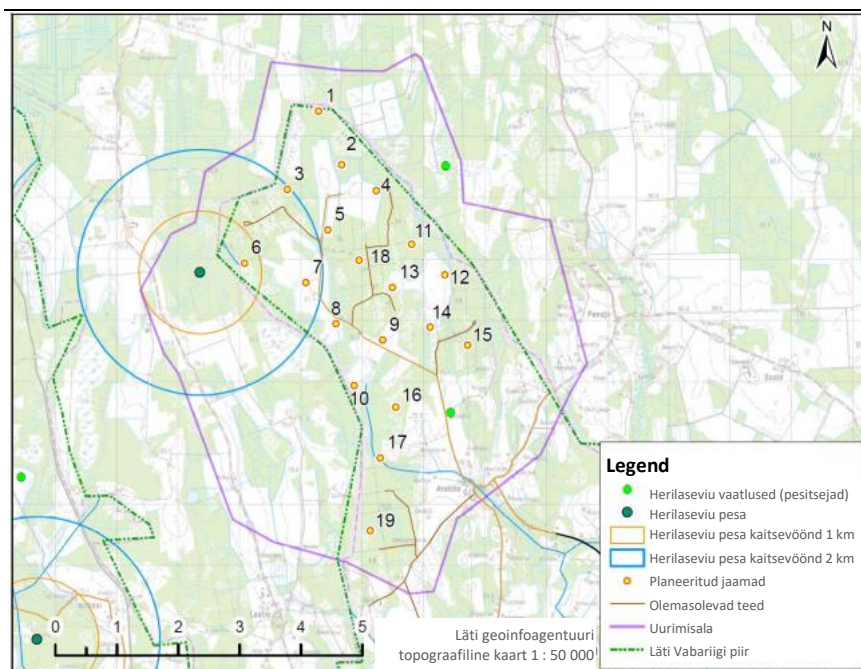 N
1
2
3
4
5
6
7
8
9
10
11
12
13
14
15
16
17
18
19
0 1 2 3 4 5
Läti geoinfoagentuuri
topograafiline kaart 1 : 50 000
Legend
Herilaseviu vaatlused (pesitsejad)
Herilaseviu pesa
Herilaseviu pesa kaitsevöönd 1 km
Herilaseviu pesa kaitsevöönd 2 km
Planeeritud jaamad
Olemasolevad teed
Uurimisala
Läti Vabariigi piir